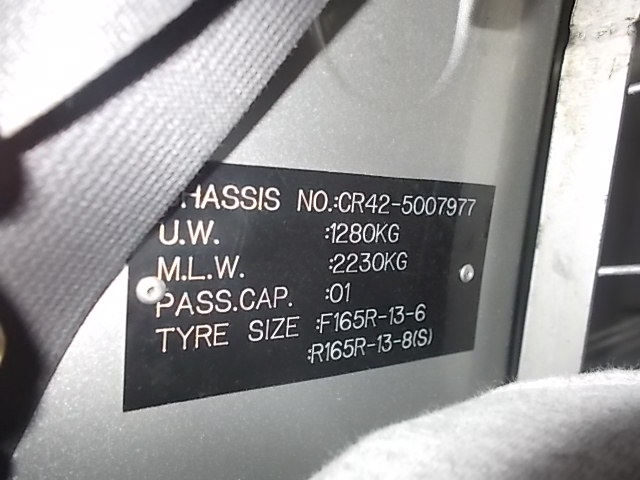 HASSIS NO.:CR42-5007977
U.W. :1280KG
M.L.W. :2230KG
PASS.CAP. :01
TYRE SIZE :F165R-13-6
:R165R-13-8(S)